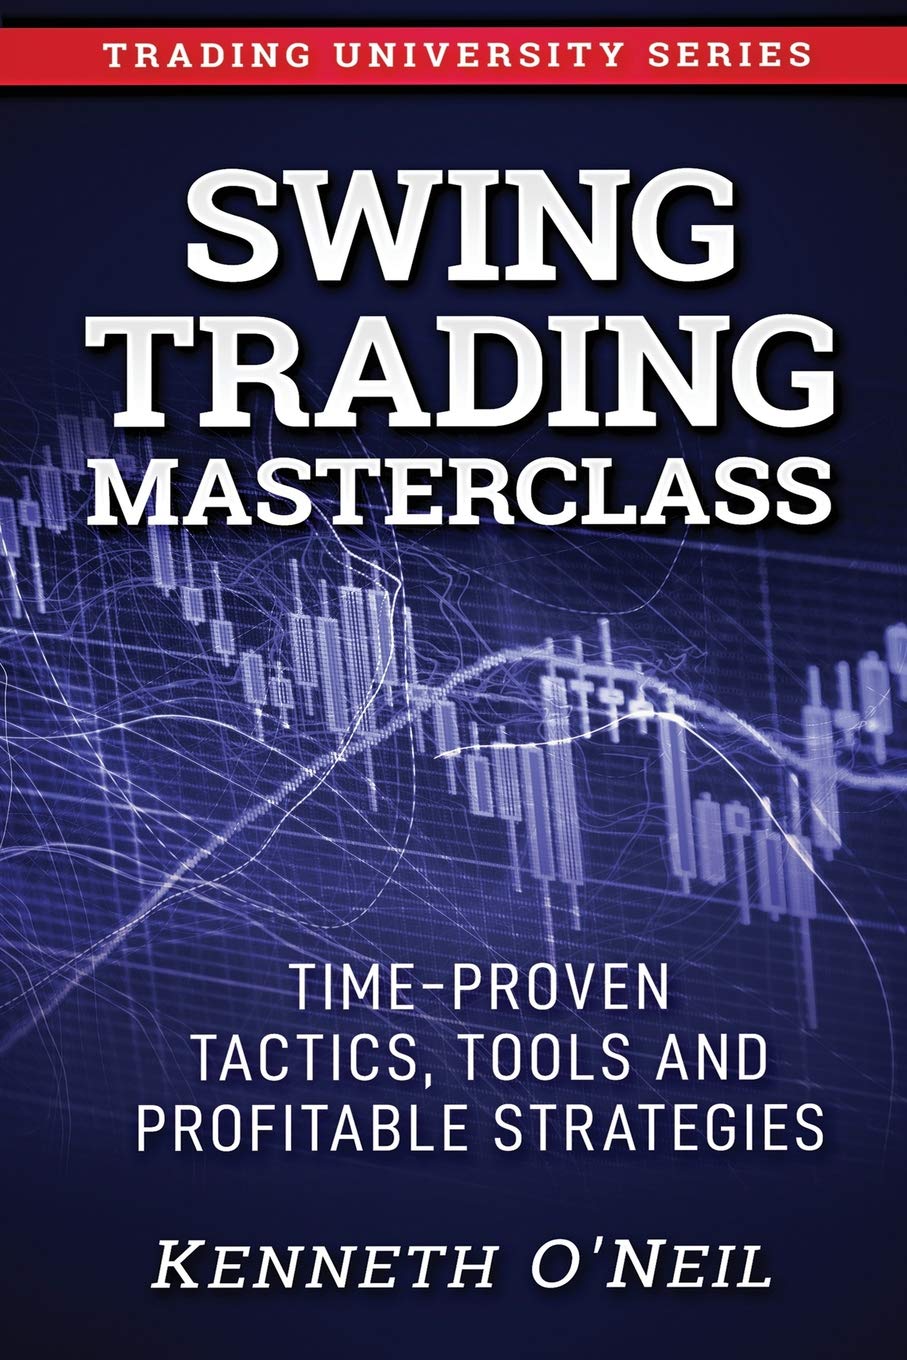 TRADING UNIVERSITY SERIES
SWING
TRADING
MASTERCLASS
TIME-PROVEN
TACTICS, TOOLS AND
PROFITABLE STRATEGIES
KENNETH O'NEIL